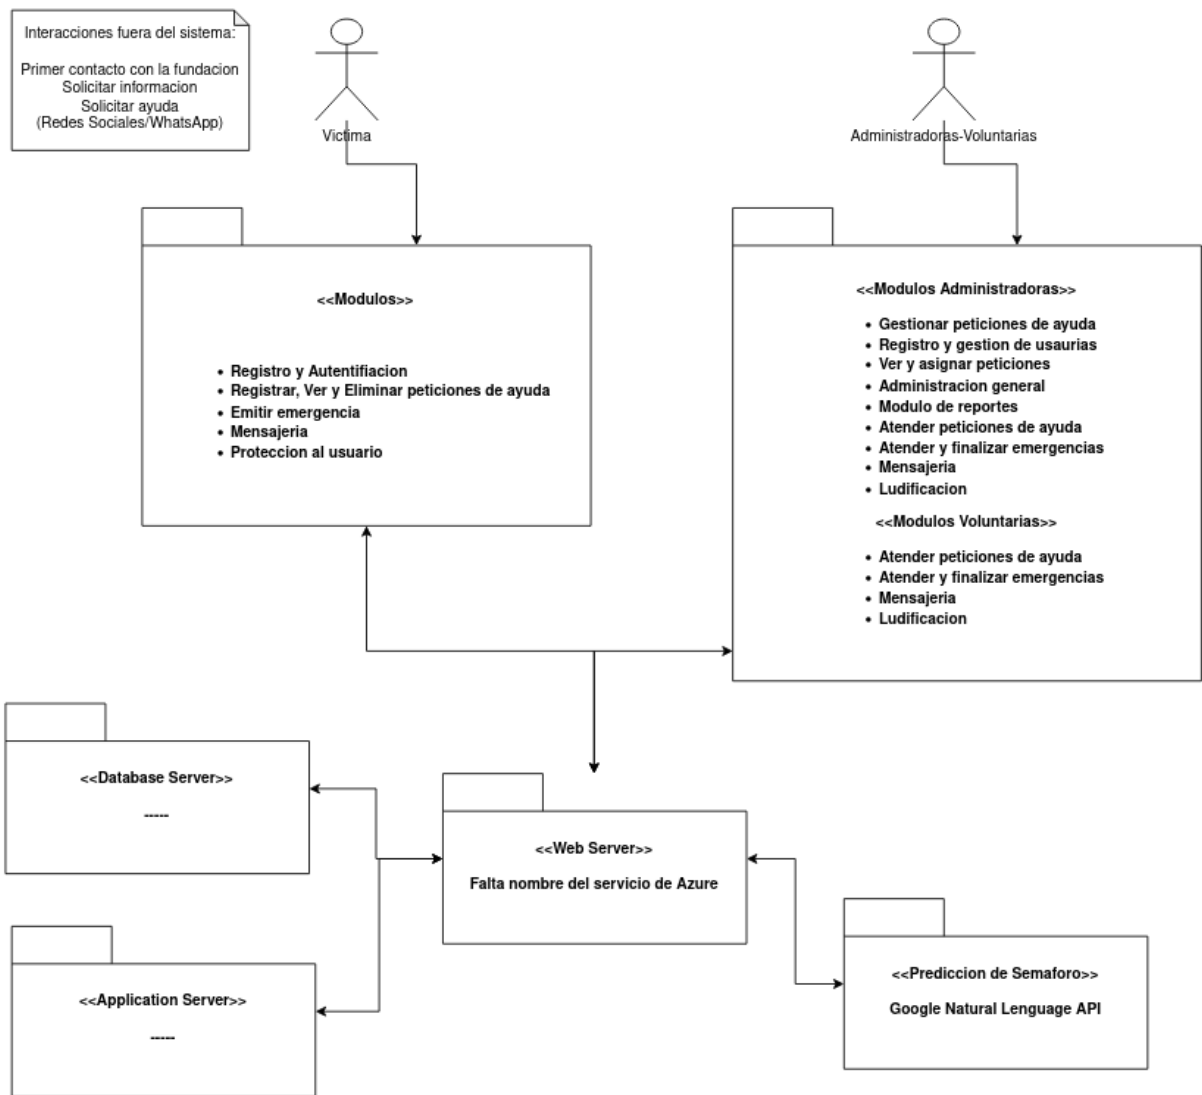 Interacciones fuera del sistema:
Primer contacto con la fundacion
Solicitar informacion
Solicitar ayuda
(Redes Sociales/WhatsApp)
Victima
Administradoras-Voluntarias
<<Modulos>>
Registro y Autentifiacion
Registrar, Ver y Eliminar peticiones de ayuda
Emitir emergencia
Mensajeria
Proteccion al usuario
<<Modulos Administradoras>>
Gestionar peticiones de ayuda
Registro y gestion de usaurias
Ver y asignar peticiones
Administracion general
Modulo de reportes
Atender peticiones de ayuda
Atender y finalizar emergencias
Mensajeria
Ludificacion
<<Modulos Voluntarias>>
Atender peticiones de ayuda
Atender y finalizar emergencias
Mensajeria
Ludificacion
<<Database Server>>
-----
<<Web Server>>
Falta nombre del servicio de Azure
<<Application Server>>
-----
<<Prediccion de Semaforo>>
Google Natural Lenguage API